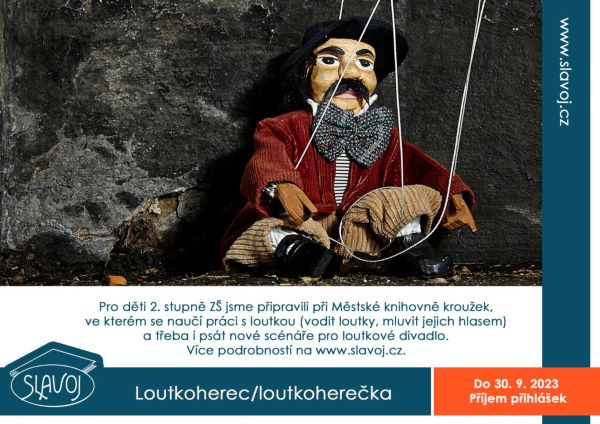 www.slavoj.cz
Pro děti 2. stupně ZŠ jsme připravili při Městské knihovně kroužek,
ve kterém se naučí práci s loutkou (vodit loutky, mluvit jejich hlasem)
a třeba i psát nové scénáře pro loutkové divadlo.
Více podrobností na www.slavoj.cz.
SLAVOJ
Loutkoherec/loutkoherečka
Do 30. 9. 2023
Příjem přihlášek